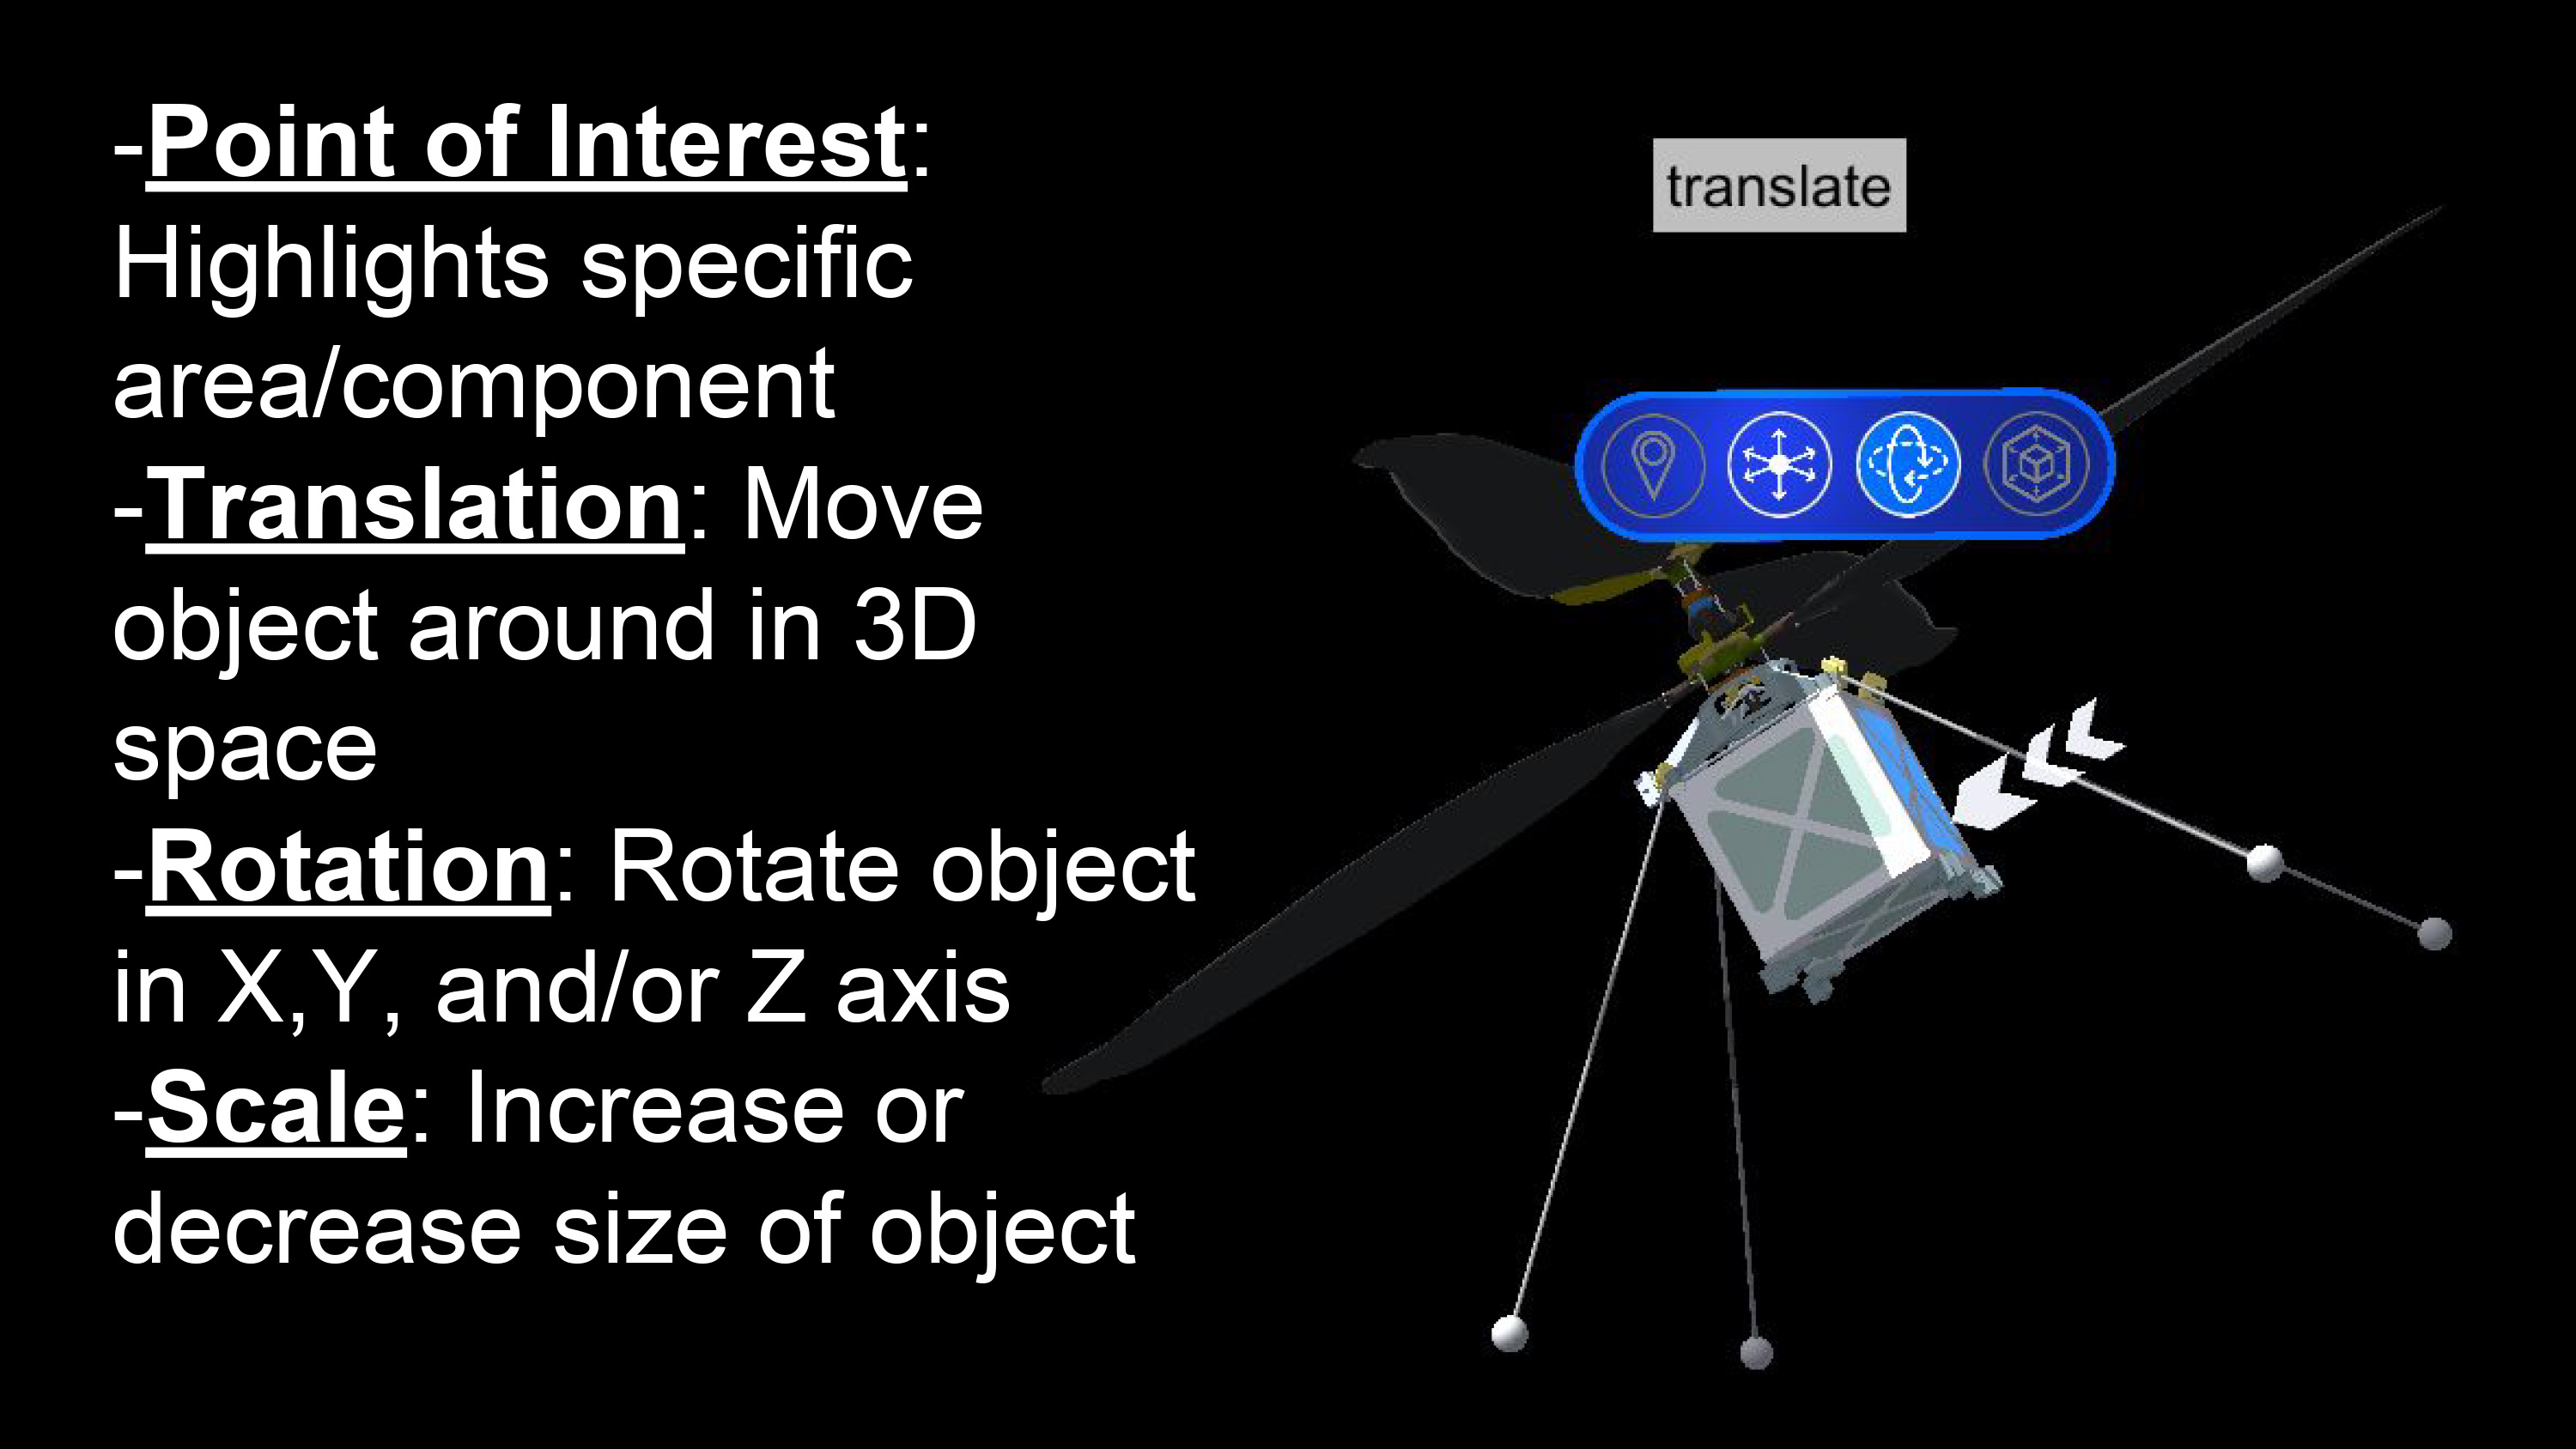 -Point of Interest:
Highlights specific
area/component
-Translation: Move
object around in 3D
space
-Rotation: Rotate object
in X,Y, and/or Z axis
-Scale: Increase or
decrease size of object
translate